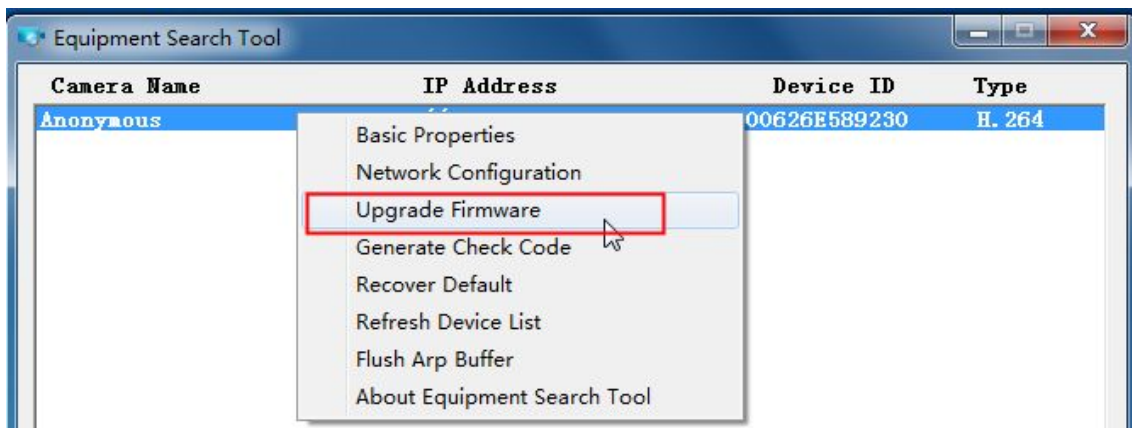 Equipment Search Tool
Camera Name IP Address Device ID Type
Anonymous 00626E589230 H.264
Basic Properties
Network Configuration
Upgrade Firmware
Generate Check Code
Recover Default
Refresh Device List
Flush Arp Buffer
About Equipment Search Tool